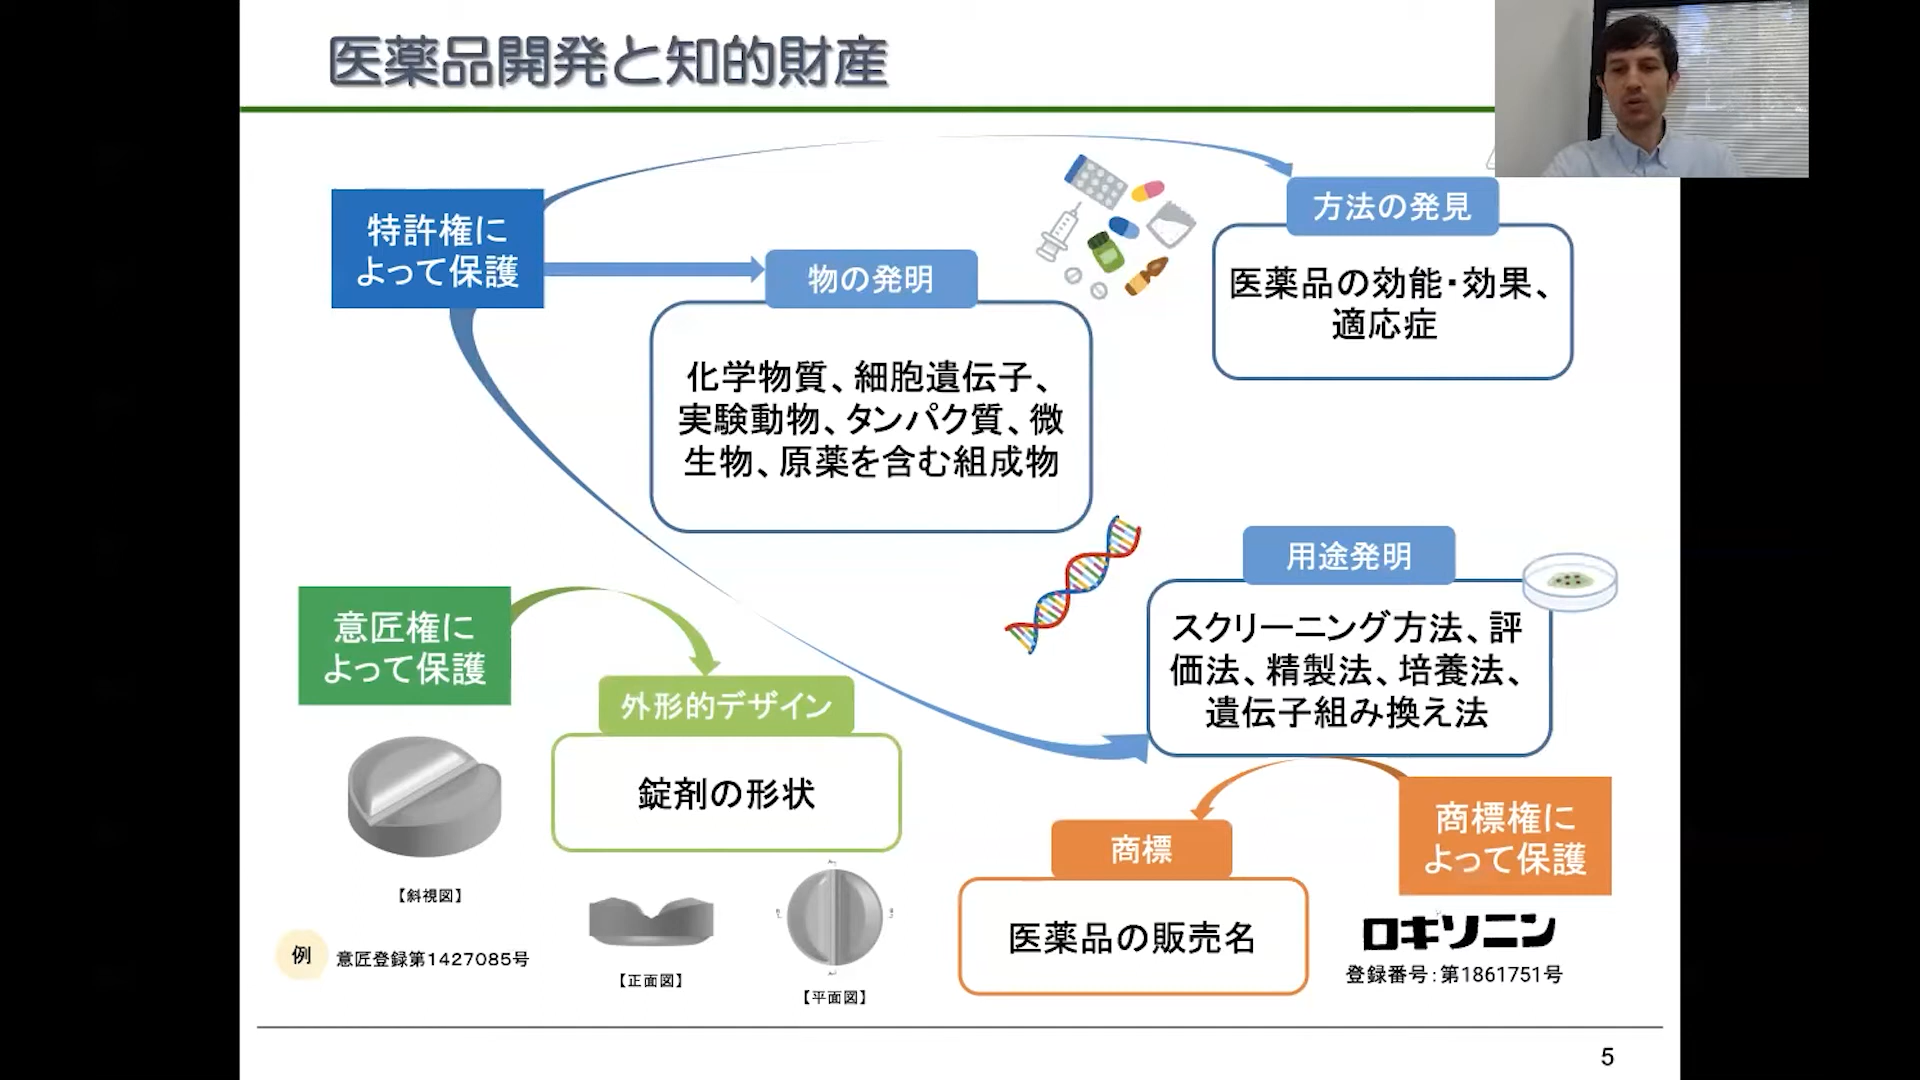 医薬品開発と知的財産
特許権に
よって保護
方法の発見
医薬品の効能・効果、
適応症
物の発明
化学物質、細胞遺伝子、
実験動物、タンパク質、微
生物、原薬を含む組成物
用途発明
スクリーニング方法、評
価法、精製法、培養法、
遺伝子組み換え法
意匠権に
よって保護
外形的デザイン
錠剤の形状
【斜視図】
例
意匠登録第1427085号
【正面図】
【平面図】
商標権に
よって保護
商標
医薬品の販売名
ロキソニン
登録番号：第1861751号
5